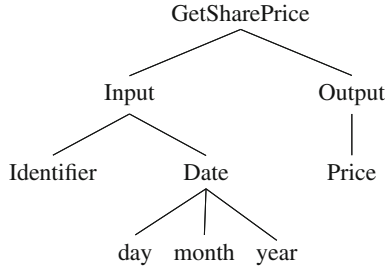 GetSharePrice
Input Output
Identifier Date Price
day month year